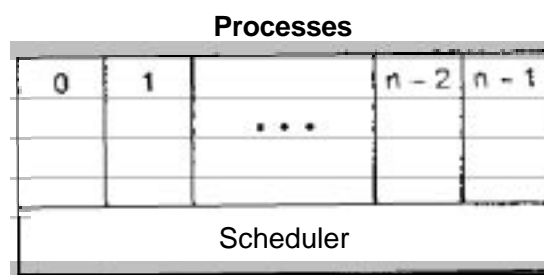 Processes
0 1 n - 2 n - 1
• • •
Scheduler